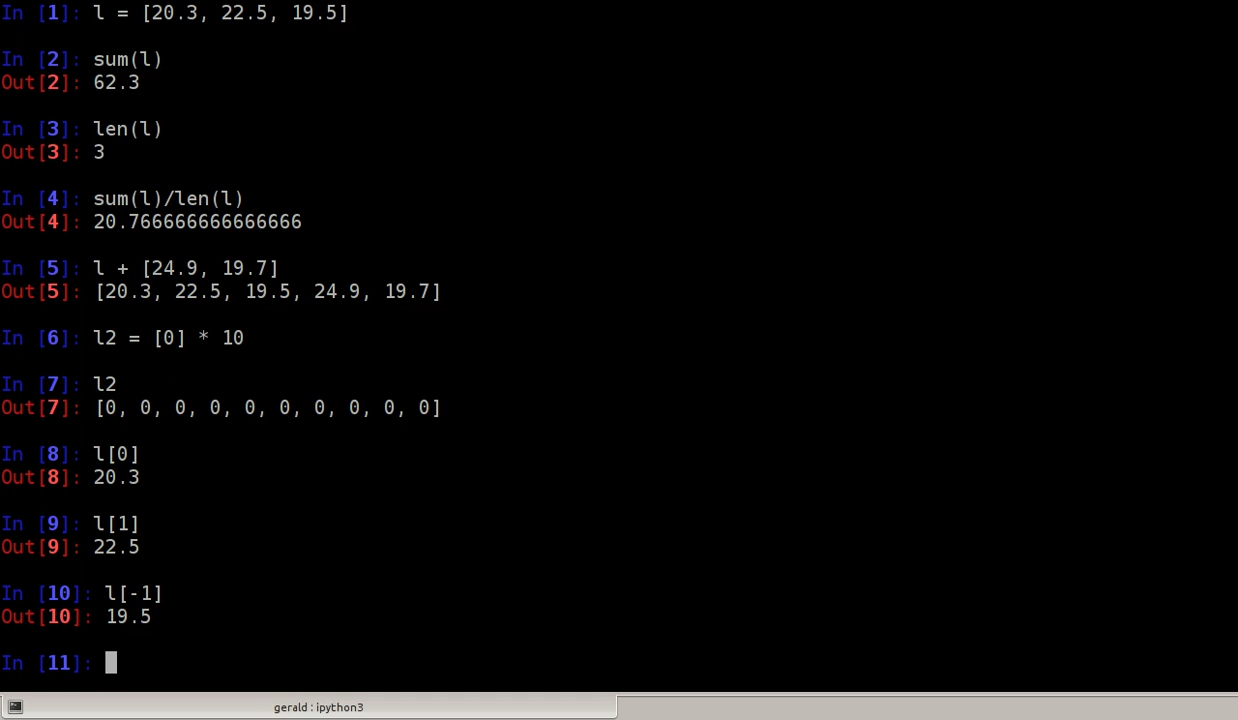 In [1]: l = [20.3, 22.5, 19.5]
In [2]: sum(l)
Out[2]: 62.3
In [3]: len(l)
Out[3]: 3
In [4]: sum(l)/len(l)
Out[4]: 20.766666666666666
In [5]: l + [24.9, 19.7]
Out[5]: [20.3, 22.5, 19.5, 24.9, 19.7]
In [6]: l2 = [0] * 10
In [7]: l2
Out[7]: [0, 0, 0, 0, 0, 0, 0, 0, 0, 0]
In [8]: l[0]
Out[8]: 20.3
In [9]: l[1]
Out[9]: 22.5
In [10]: l[-1]
Out[10]: 19.5
In [11]:
gerald : ipython3